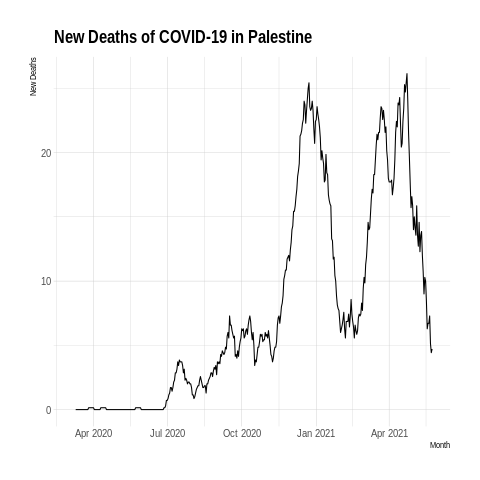 New Deaths of COVID-19 in Palestine
New Deaths
20
10
0
Apr 2020 Jul 2020 Oct 2020 Jan 2021 Apr 2021
Month